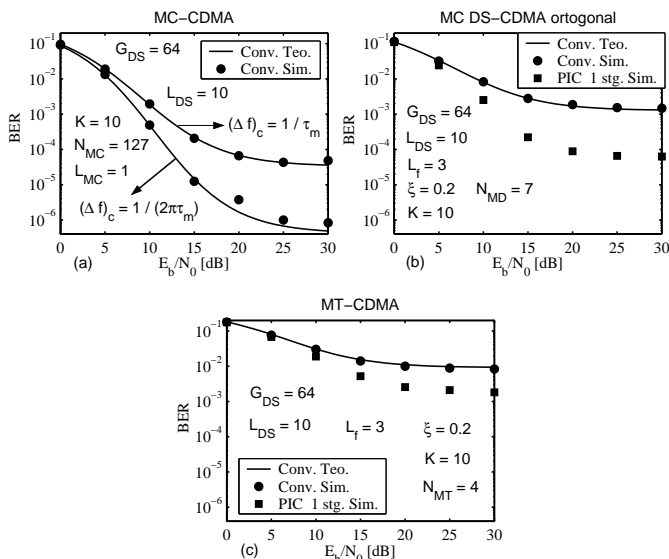 MC−CDMA
10^-1
10^-2
10^-3
10^-4
10^-5
10^-6
BER
G_DS = 64
Conv. Teo.
Conv. Sim.
L_DS = 10
K = 10
(Δ f)_c = 1 / τ_m
N_MC = 127
L_MC = 1
(Δ f)_c = 1 / (2πτ_m)
0 5 10 15 20 25 30
(a)
E_b/N_0 [dB]
MC DS−CDMA ortogonal
10^-1
10^-2
10^-3
10^-4
10^-5
10^-6
BER
Conv. Teo.
Conv. Sim.
PIC 1 stg. Sim.
G_DS = 64
L_DS = 10
L_f = 3
ξ = 0.2 N_MD = 7
K = 10
0 5 10 15 20 25 30
(b)
E_b/N_0 [dB]
MT−CDMA
10^-1
10^-2
10^-3
10^-4
10^-5
10^-6
BER
G_DS = 64
L_DS = 10 L_f = 3 ξ = 0.2
K = 10
N_MT = 4
Conv. Teo.
Conv. Sim.
PIC 1 stg. Sim.
0 5 10 15 20 25 30
(c)
E_b/N_0 [dB]